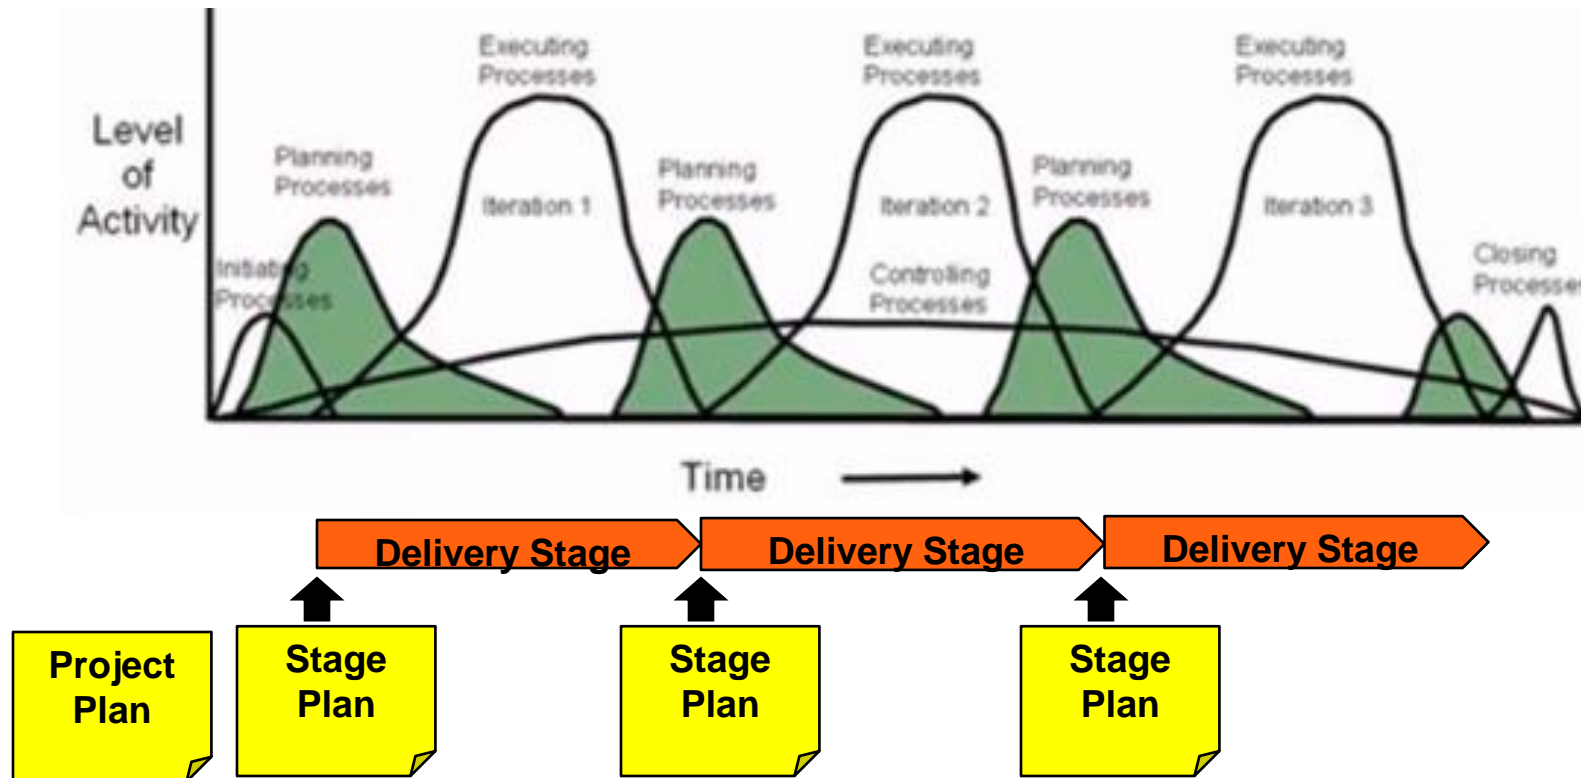 Executing
Processes
Executing
Processes
Executing
Processes
Level
of
Activity
Planning
Processes
Planning
Processes
Planning
Processes
Iteration 1
Iteration 2
Iteration 3
Initiating
Processes
Controlling
Processes
Closing
Processes
Time
Delivery Stage
Delivery Stage
Delivery Stage
Project
Plan
Stage
Plan
Stage
Plan
Stage
Plan